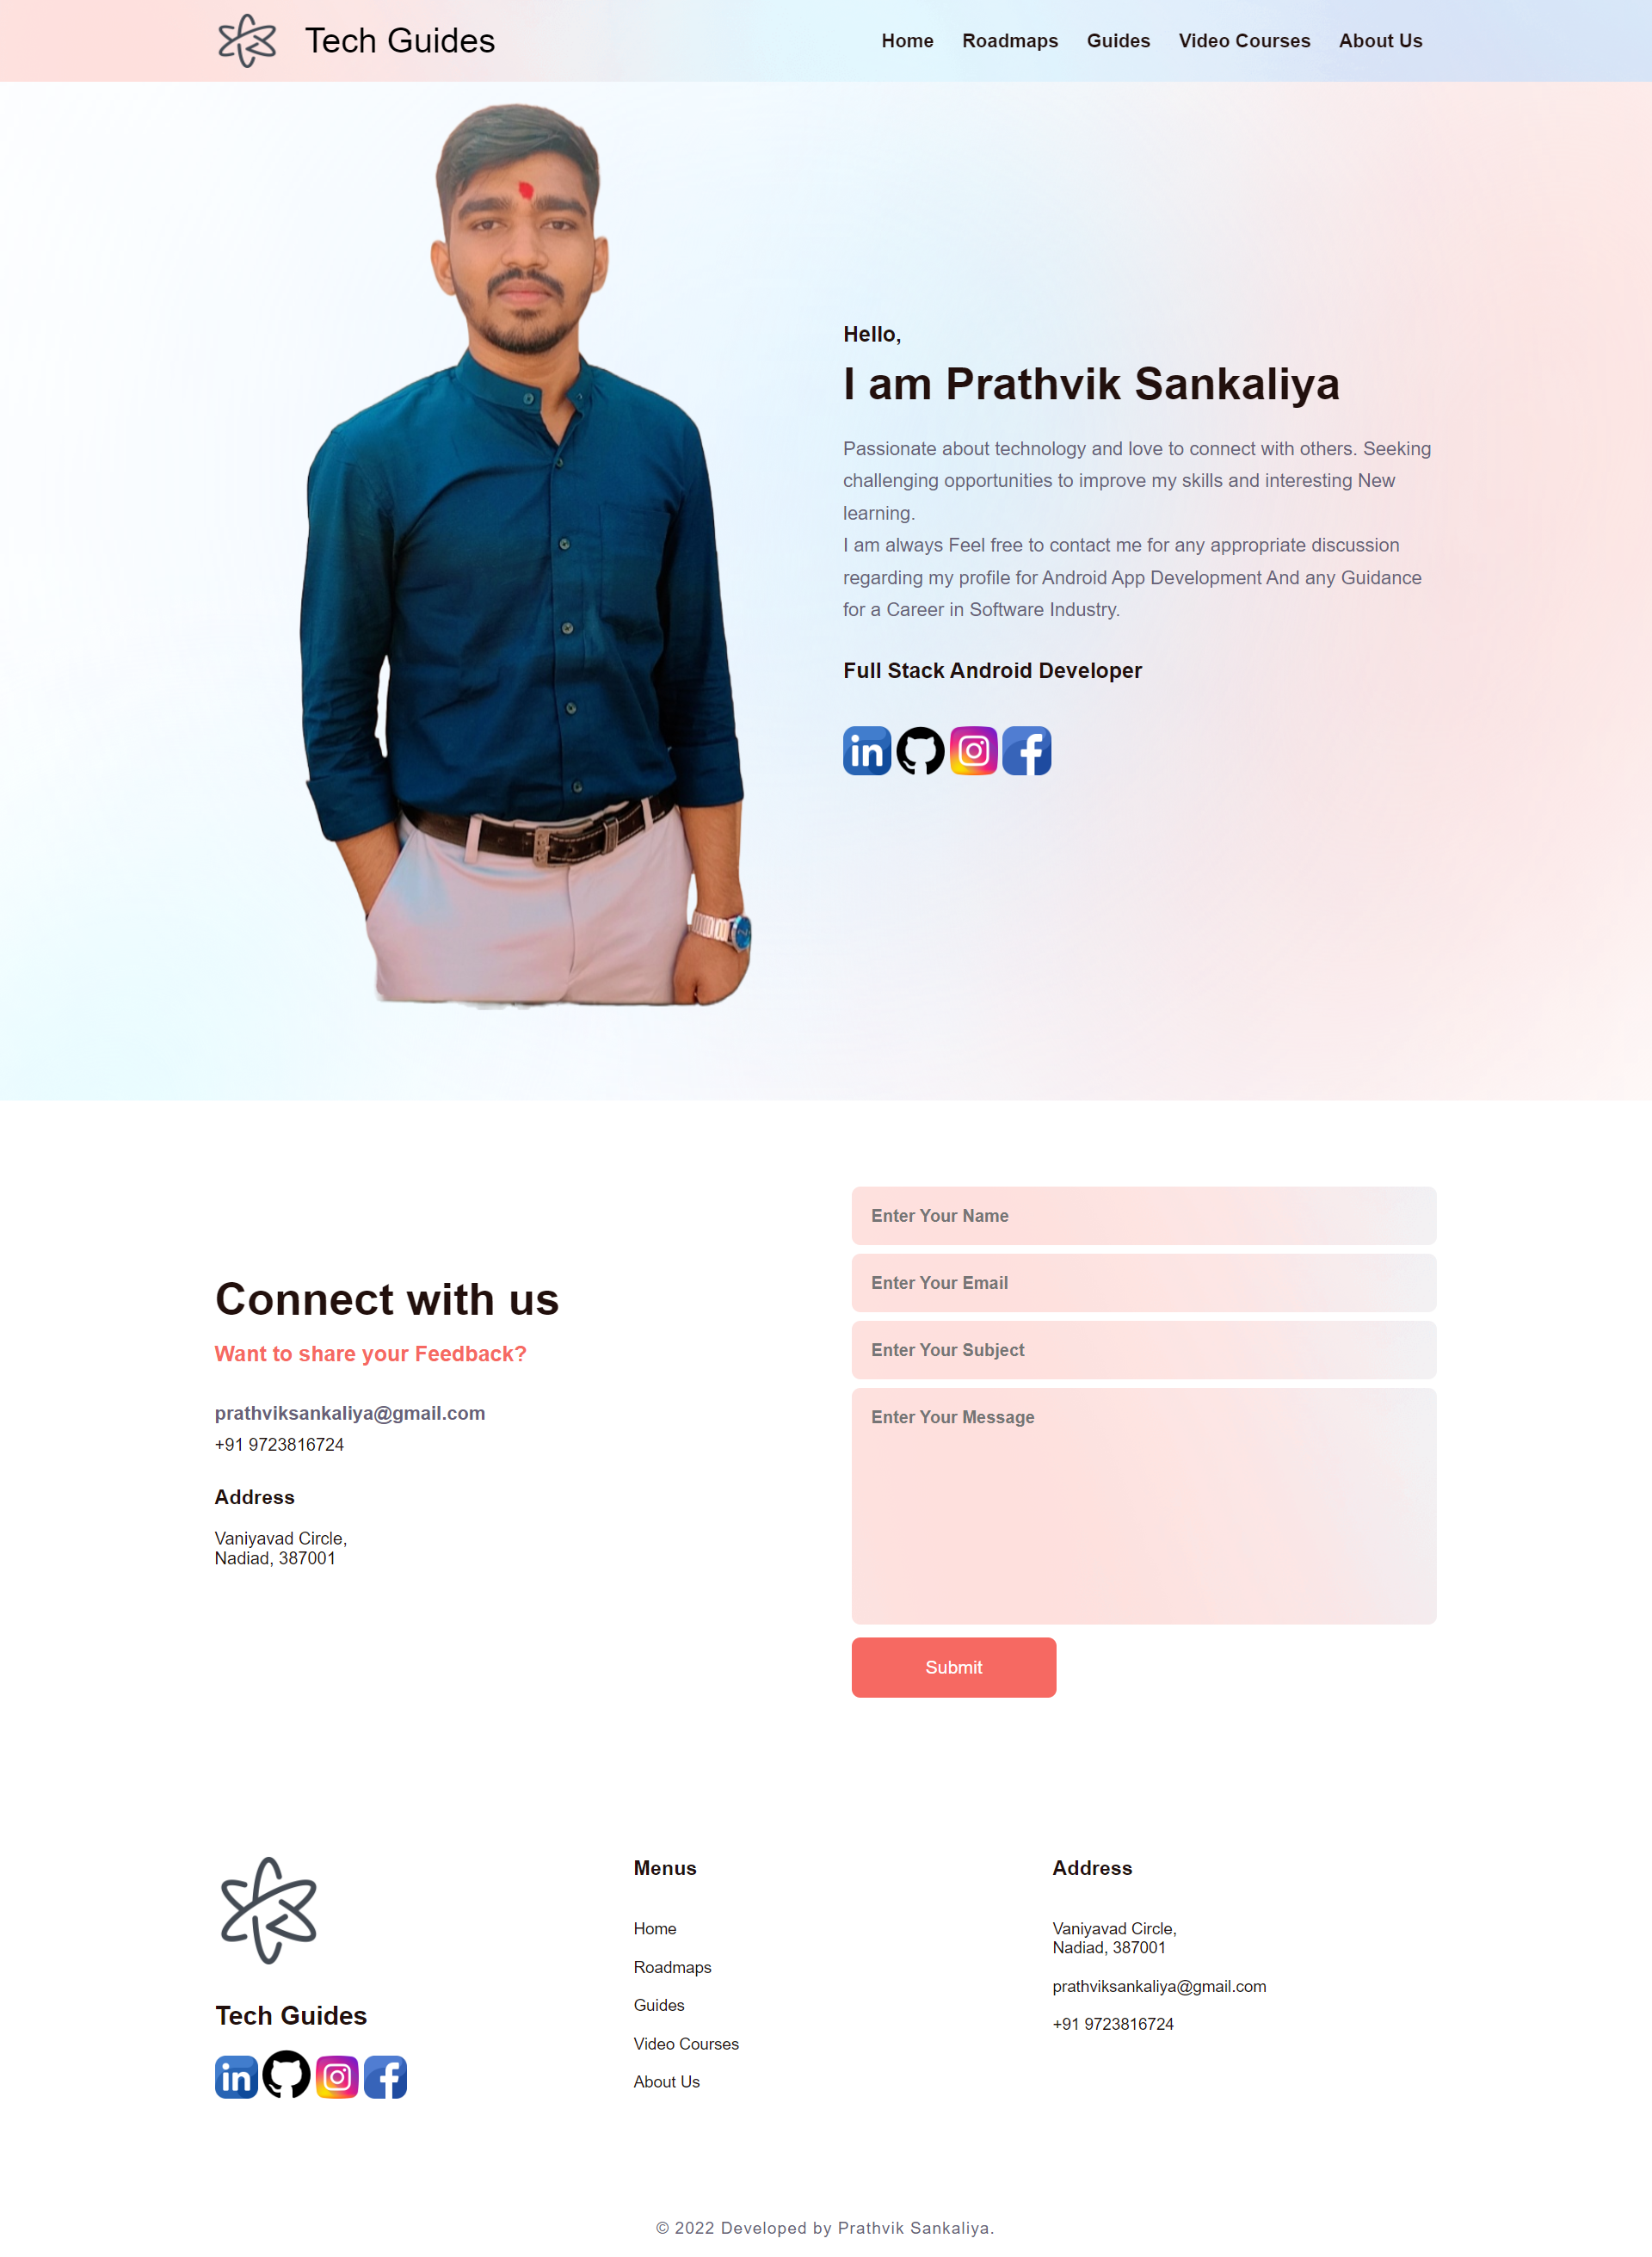 Tech Guides
Home Roadmaps Guides Video Courses About Us
Hello,
I am Prathvik Sankaliya
Passionate about technology and love to connect with others. Seeking
challenging opportunities to improve my skills and interesting New
learning.
I am always Feel free to contact me for any appropriate discussion
regarding my profile for Android App Development And any Guidance
for a Career in Software Industry.
Full Stack Android Developer
Connect with us
Want to share your Feedback?
prathviksankaliya@gmail.com
+91 9723816724
Address
Vaniyavad Circle,
Nadiad, 387001
Enter Your Name
Enter Your Email
Enter Your Subject
Enter Your Message
Submit
Tech Guides
Menus
Home
Roadmaps
Guides
Video Courses
About Us
Address
Vaniyavad Circle,
Nadiad, 387001
prathviksankaliya@gmail.com
+91 9723816724
© 2022 Developed by Prathvik Sankaliya.